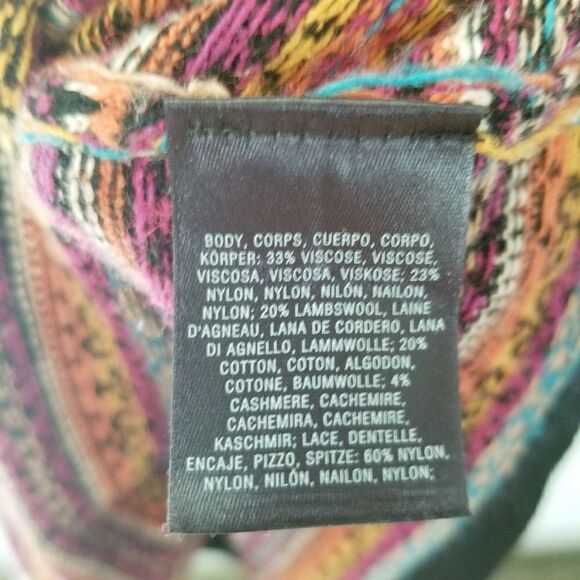 BODY, CORPS, CUERPO, CORPO,
KÖRPER: 33% VISCOSE, VISCOSE,
VISCOSA, VISCOSA, VISKOSE; 23%
NYLON, NYLON, NILÓN, NAILON,
NYLON; 20% LAMBSWOOL, LAINE
D'AGNEAU, LANA DE CORDERO, LANA
DI AGNELLO, LAMMWOLLE; 20%
COTTON, COTON, ALGODON,
COTONE, BAUMWOLLE; 4%
CASHMERE, CACHEMIRE,
CACHEMIRA, CACHEMIRE,
KASCHMIR; LACE, DENTELLE,
ENCAJE, PIZZO, SPITZE: 60% NYLON,
NYLON, NILÓN, NAILON, NYLON;